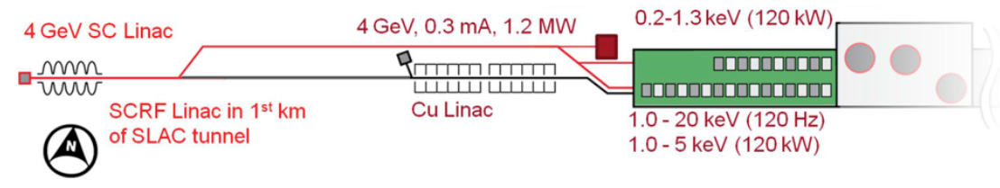 4 GeV SC Linac
4 GeV, 0.3 mA, 1.2 MW
0.2-1.3 keV (120 kW)
Cu Linac
SCRF Linac in 1st km
of SLAC tunnel
1.0 - 20 keV (120 Hz)
1.0 - 5 keV (120 kW)
N